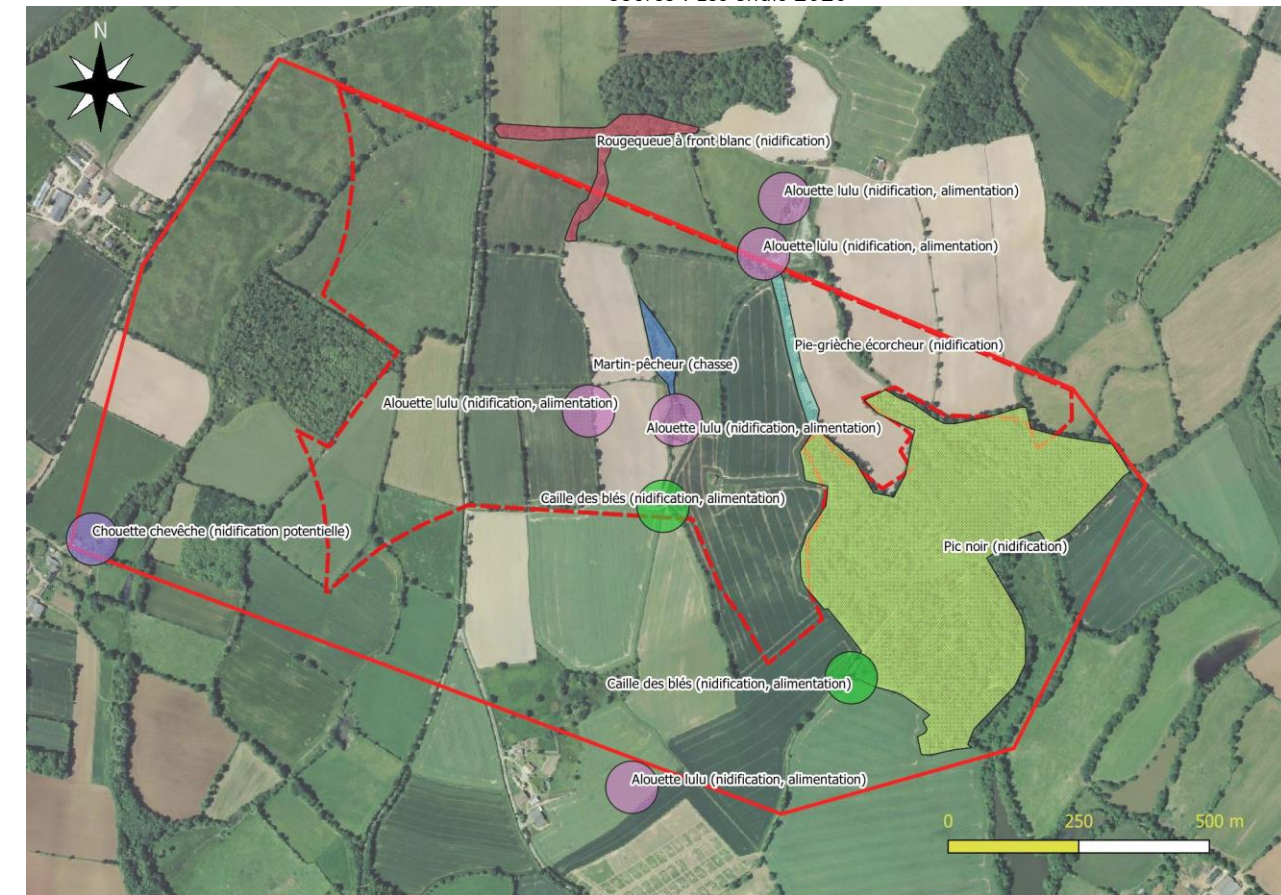 N
Rougequeue à front blanc (nidification)
Alouette lulu (nidification, alimentation)
Alouette lulu (nidification, alimentation)
Pie-grièche écorcheur (nidification)
Martin-pêcheur (chasse)
Alouette lulu (nidification, alimentation)
Alouette lulu (nidification, alimentation)
Caille des blés (nidification, alimentation)
Chouette chevêche (nidification potentielle)
Pic noir (nidification)
Caille des blés (nidification, alimentation)
Alouette lulu (nidification, alimentation)
0 250 500 m